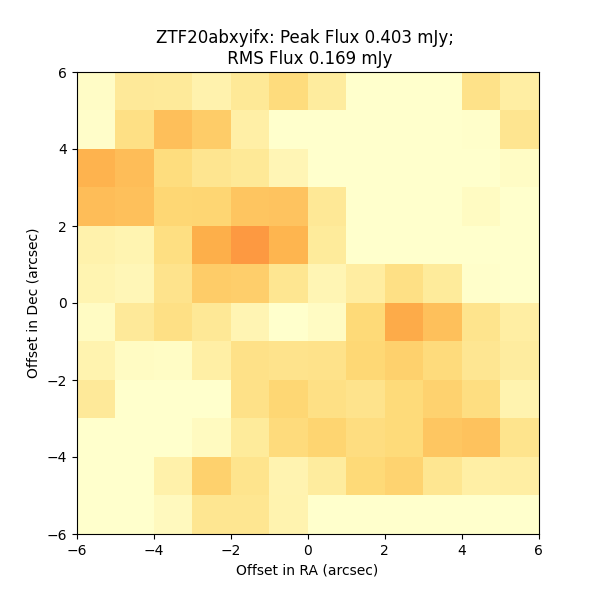 ZTF20abxyifx: Peak Flux 0.403 mJy;
RMS Flux 0.169 mJy
6
4
2
0
−2
−4
−6
Offset in Dec (arcsec)
−6 −4 −2 0 2 4 6
Offset in RA (arcsec)